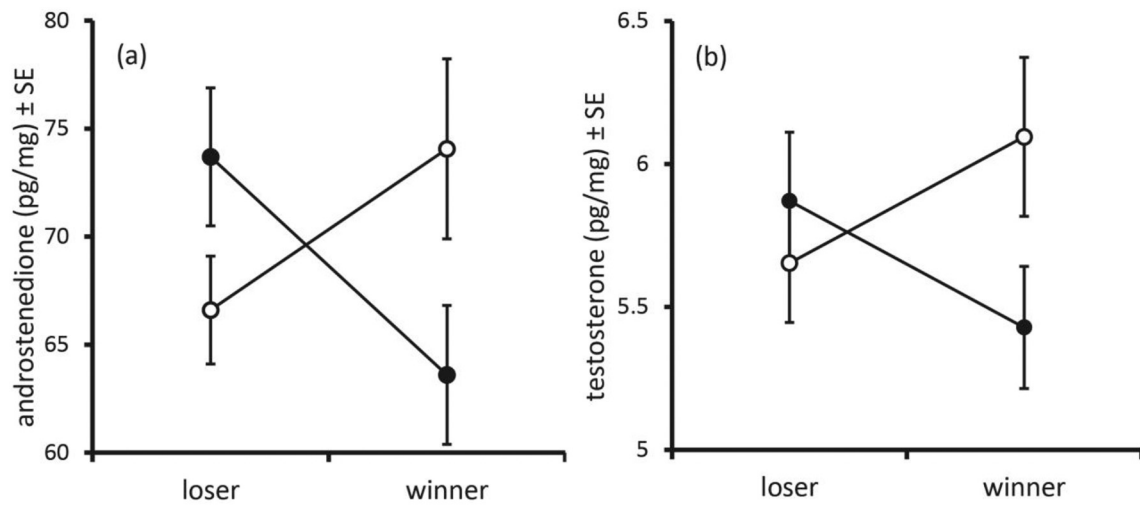 (a)
androstenedione (pg/mg) ± SE
80
75
70
65
60
loser winner
(b)
testosterone (pg/mg) ± SE
6.5
6
5.5
5
loser winner